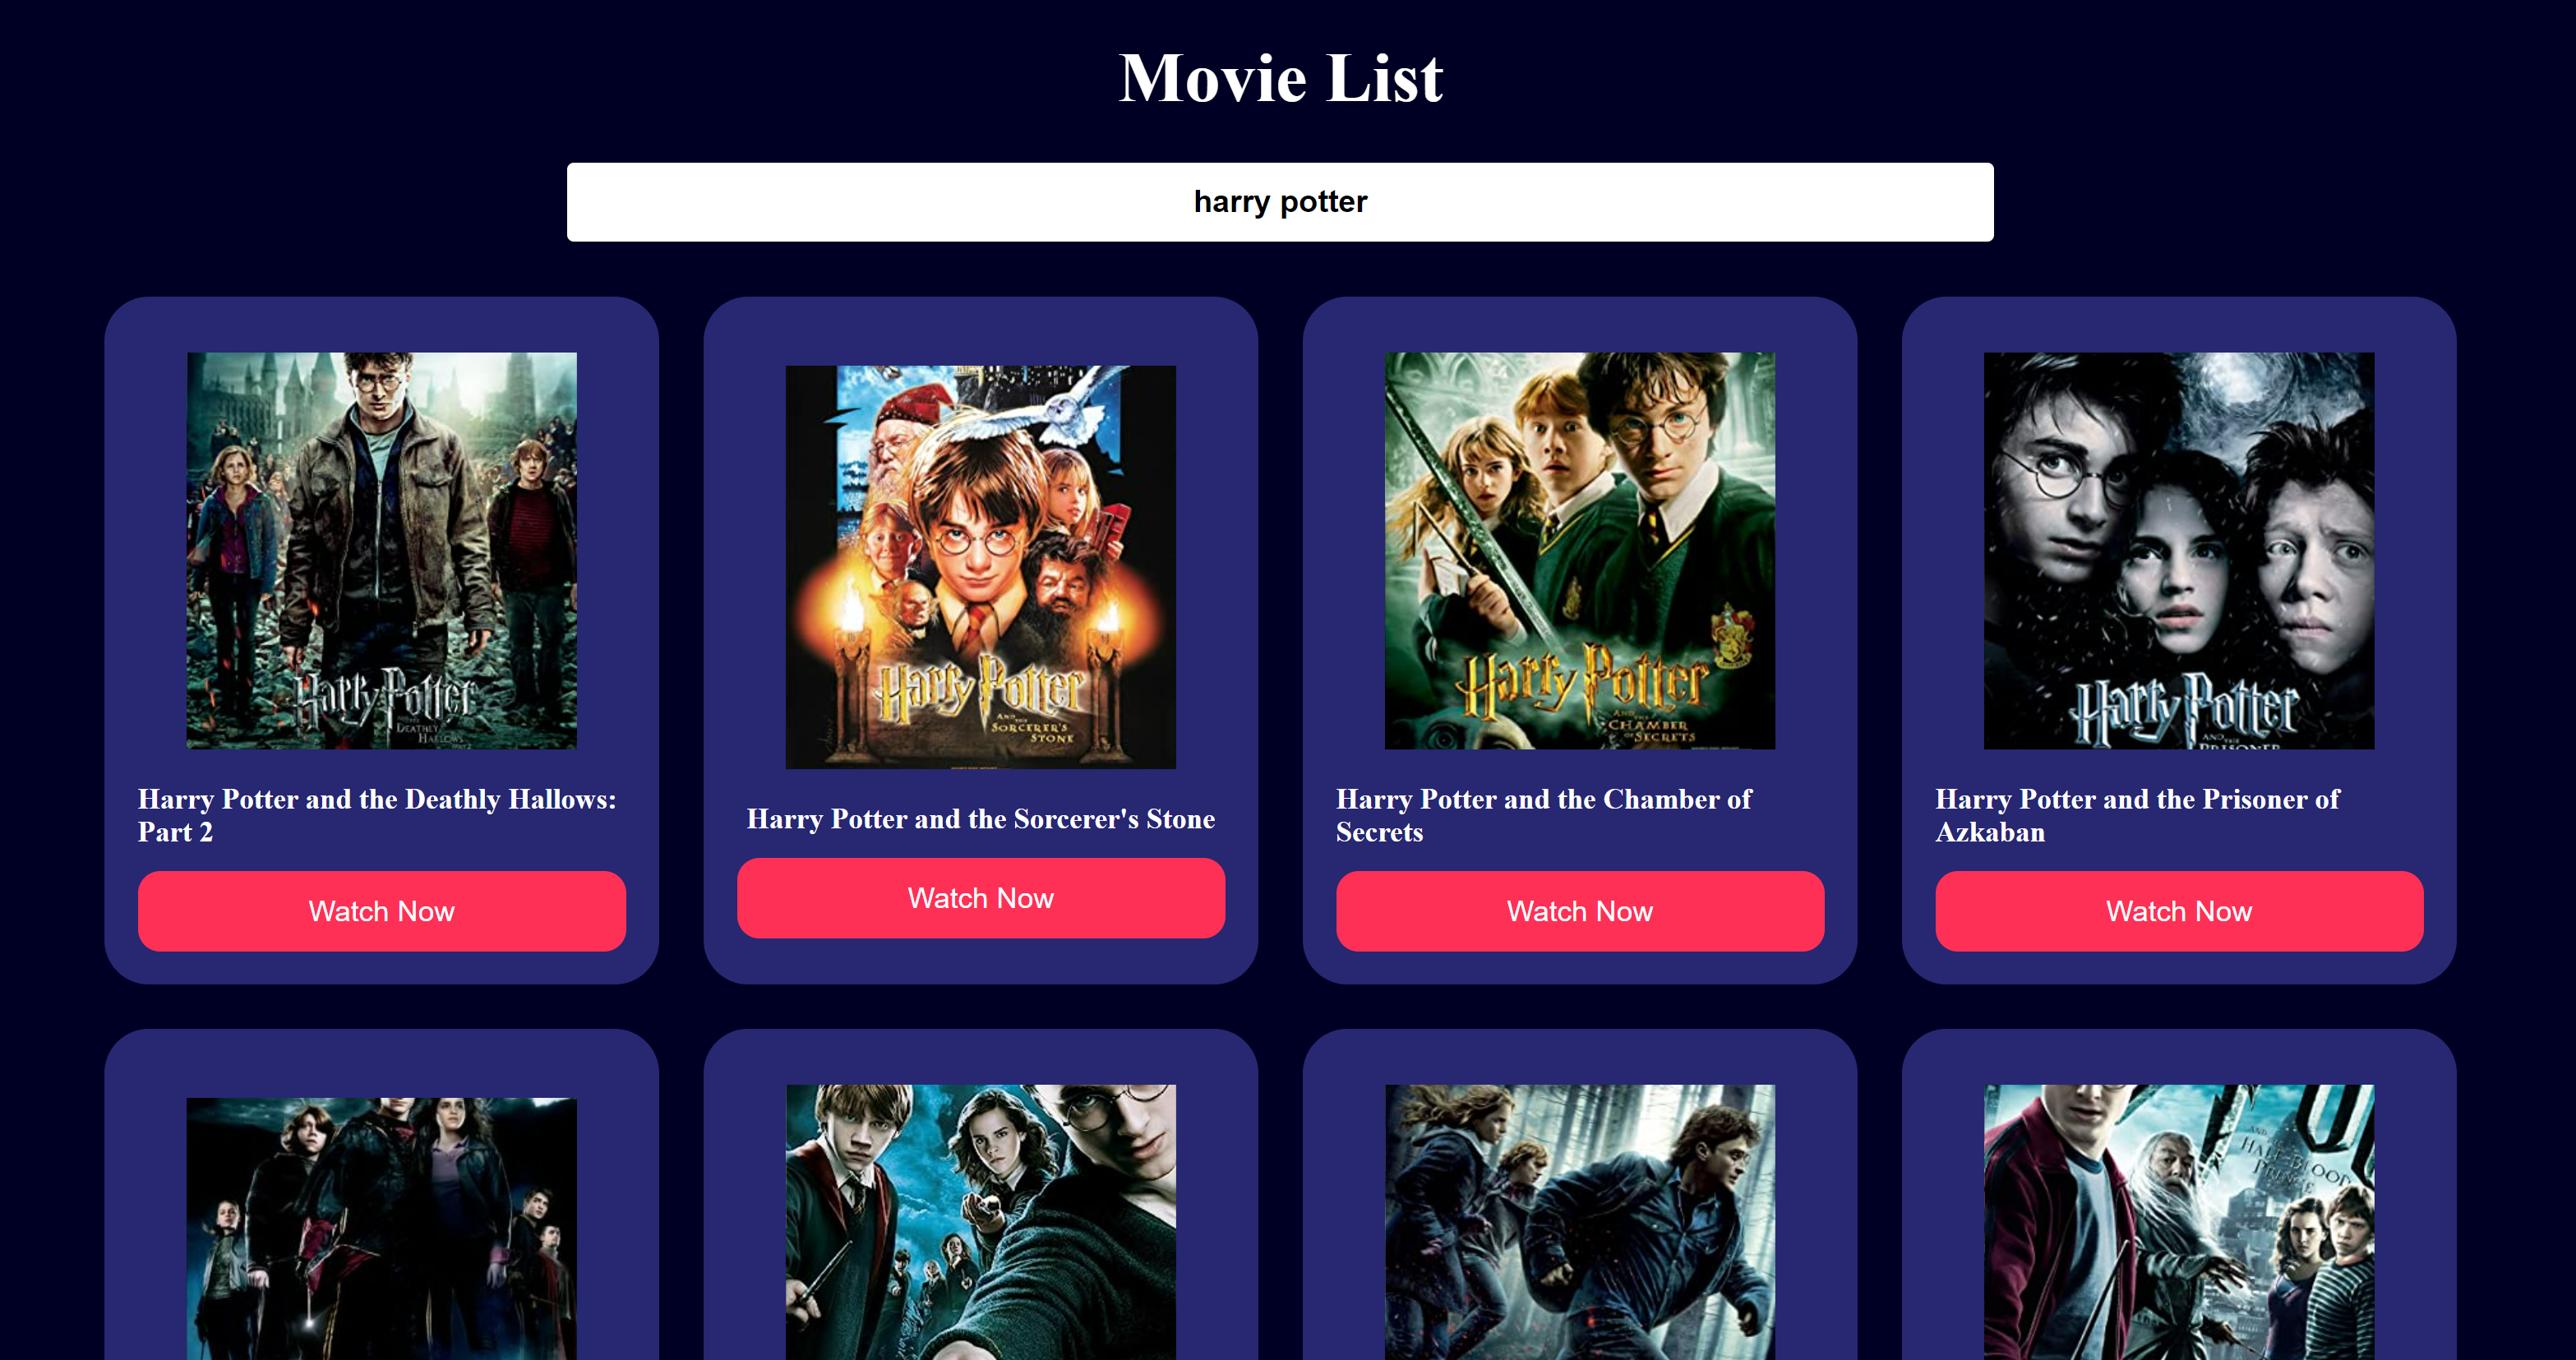 Movie List
harry potter
Harry Potter
AND THE
DEATHLY
HALLOWS
PART 2
Harry Potter
AND THE
SORCERER'S
STONE
Harry Potter
AND THE
CHAMBER
OF SECRETS
Harry Potter
AND THE
PRISONER
Harry Potter and the Deathly Hallows:
Part 2
Harry Potter and the Sorcerer's Stone
Harry Potter and the Chamber of
Secrets
Harry Potter and the Prisoner of
Azkaban
Watch Now
Watch Now
Watch Now
Watch Now
AND THE
HALF-BLOOD
PRINCE